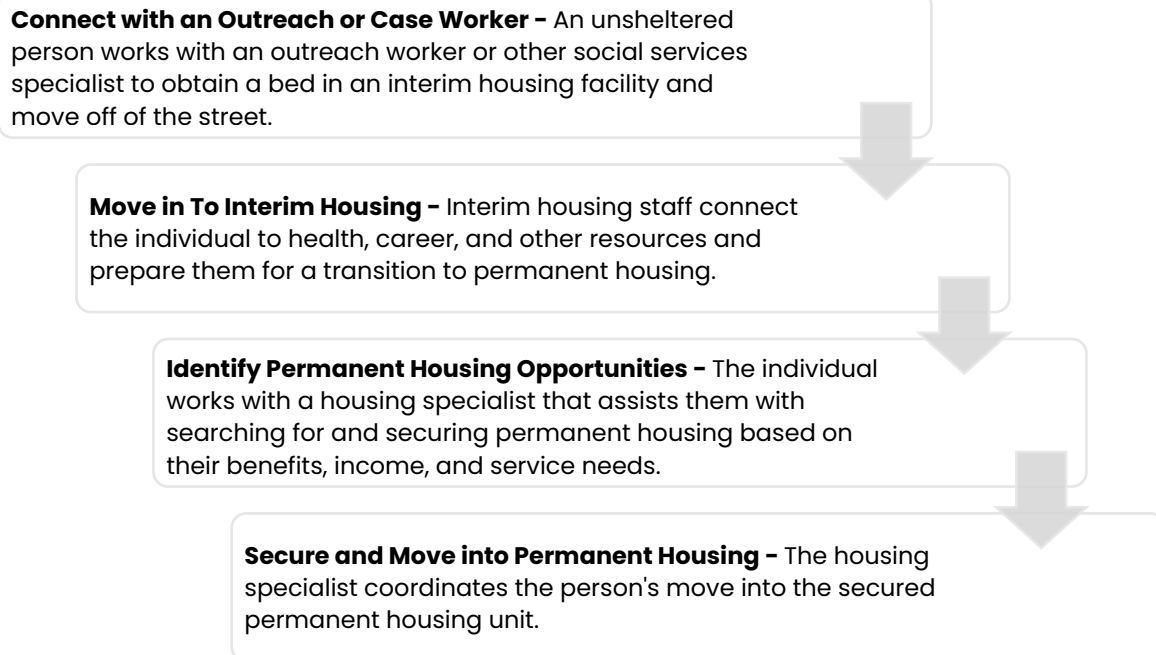 Connect with an Outreach or Case Worker – An unsheltered
person works with an outreach worker or other social services
specialist to obtain a bed in an interim housing facility and
move off of the street.
Move in To Interim Housing – Interim housing staff connect
the individual to health, career, and other resources and
prepare them for a transition to permanent housing.
Identify Permanent Housing Opportunities – The individual
works with a housing specialist that assists them with
searching for and securing permanent housing based on
their benefits, income, and service needs.
Secure and Move into Permanent Housing – The housing
specialist coordinates the person's move into the secured
permanent housing unit.